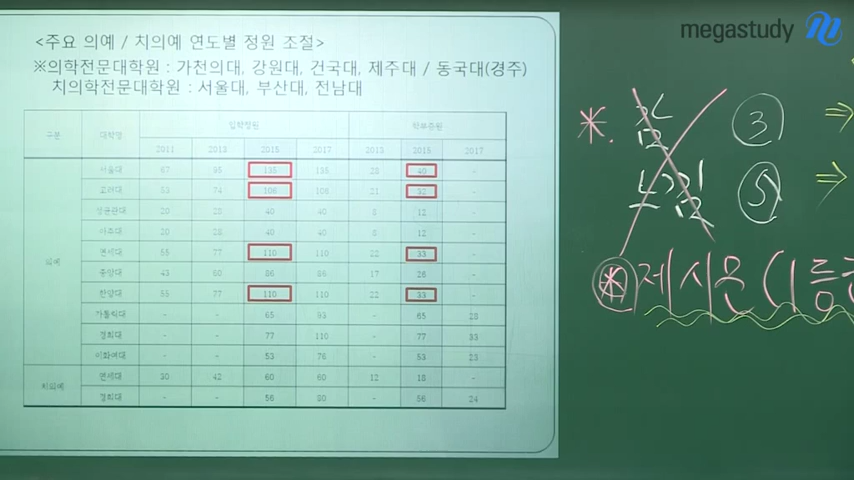 megastudy
<주요 의예 / 치의예 연도별 정원 조절>
※의학전문대학원 : 가천의대, 강원대, 건국대, 제주대 / 동국대(경주)
치의학전문대학원 : 서울대, 부산대, 전남대
구분 대학명 입학정원 학부증원
2011 2013 2015 2017 2013 2015 2017
의예 서울대 67 95 135 135 28 40 -
고려대 53 74 106 106 21 32 -
성균관대 20 28 40 40 8 12 -
아주대 20 28 40 40 8 12 -
연세대 55 77 110 110 22 33 -
중앙대 43 60 86 86 17 26 -
한양대 55 77 110 110 22 33 -
가톨릭대 - - 65 93 - 65 28
경희대 - - 77 110 - 77 33
이화여대 - - 53 76 - 53 23
치의예 연세대 30 42 60 60 12 18 -
경희대 - - 56 80 - 56 24
③ ⇒
⑤ ⇒
제시문 (1등급